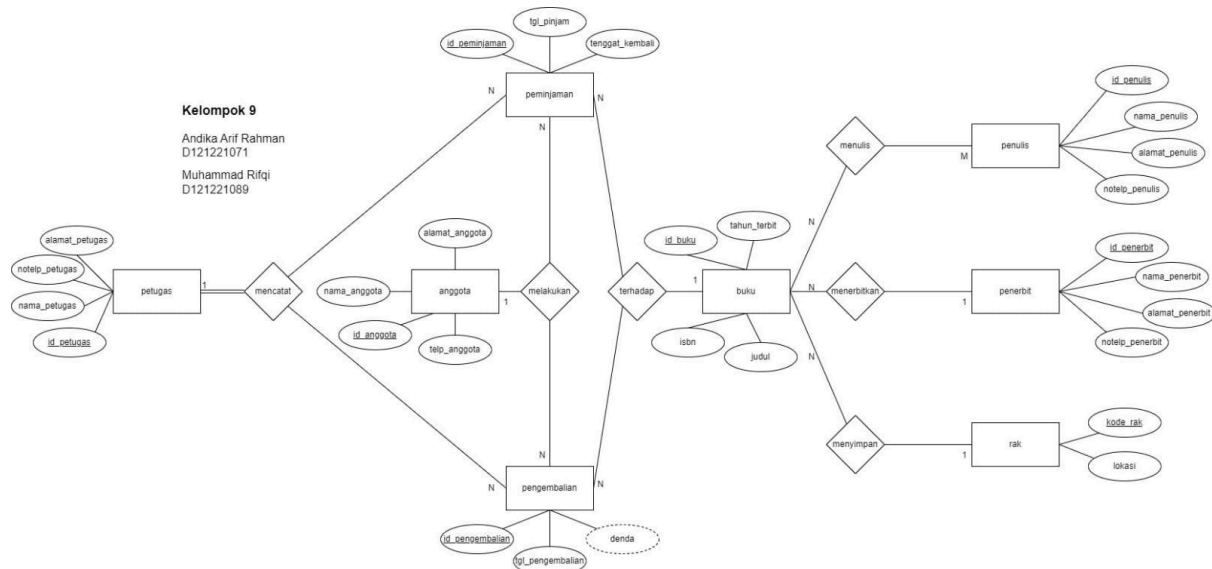 tgl_pinjam
id_peminjaman
tenggat_kembali
N
peminjaman
N
N
Kelompok 9
Andika Arif Rahman
D121221071
Muhammad Rifqi
D121221089
alamat_petugas
notelp_petugas
nama_petugas
id_petugas
petugas
1
mencatat
alamat_anggota
nama_anggota
anggota
id_anggota
telp_anggota
1
melakukan
terhadap
1
id_buku
tahun_terbit
buku
isbn
judul
N
menulis
M
penulis
id_penulis
nama_penulis
alamat_penulis
notelp_penulis
N
menerbitkan
1
penerbit
id_penerbit
nama_penerbit
alamat_penerbit
notelp_penerbit
N
menyimpan
1
rak
kode_rak
lokasi
N
N
pengembalian
N
id_pengembalian
tgl_pengembalian
denda